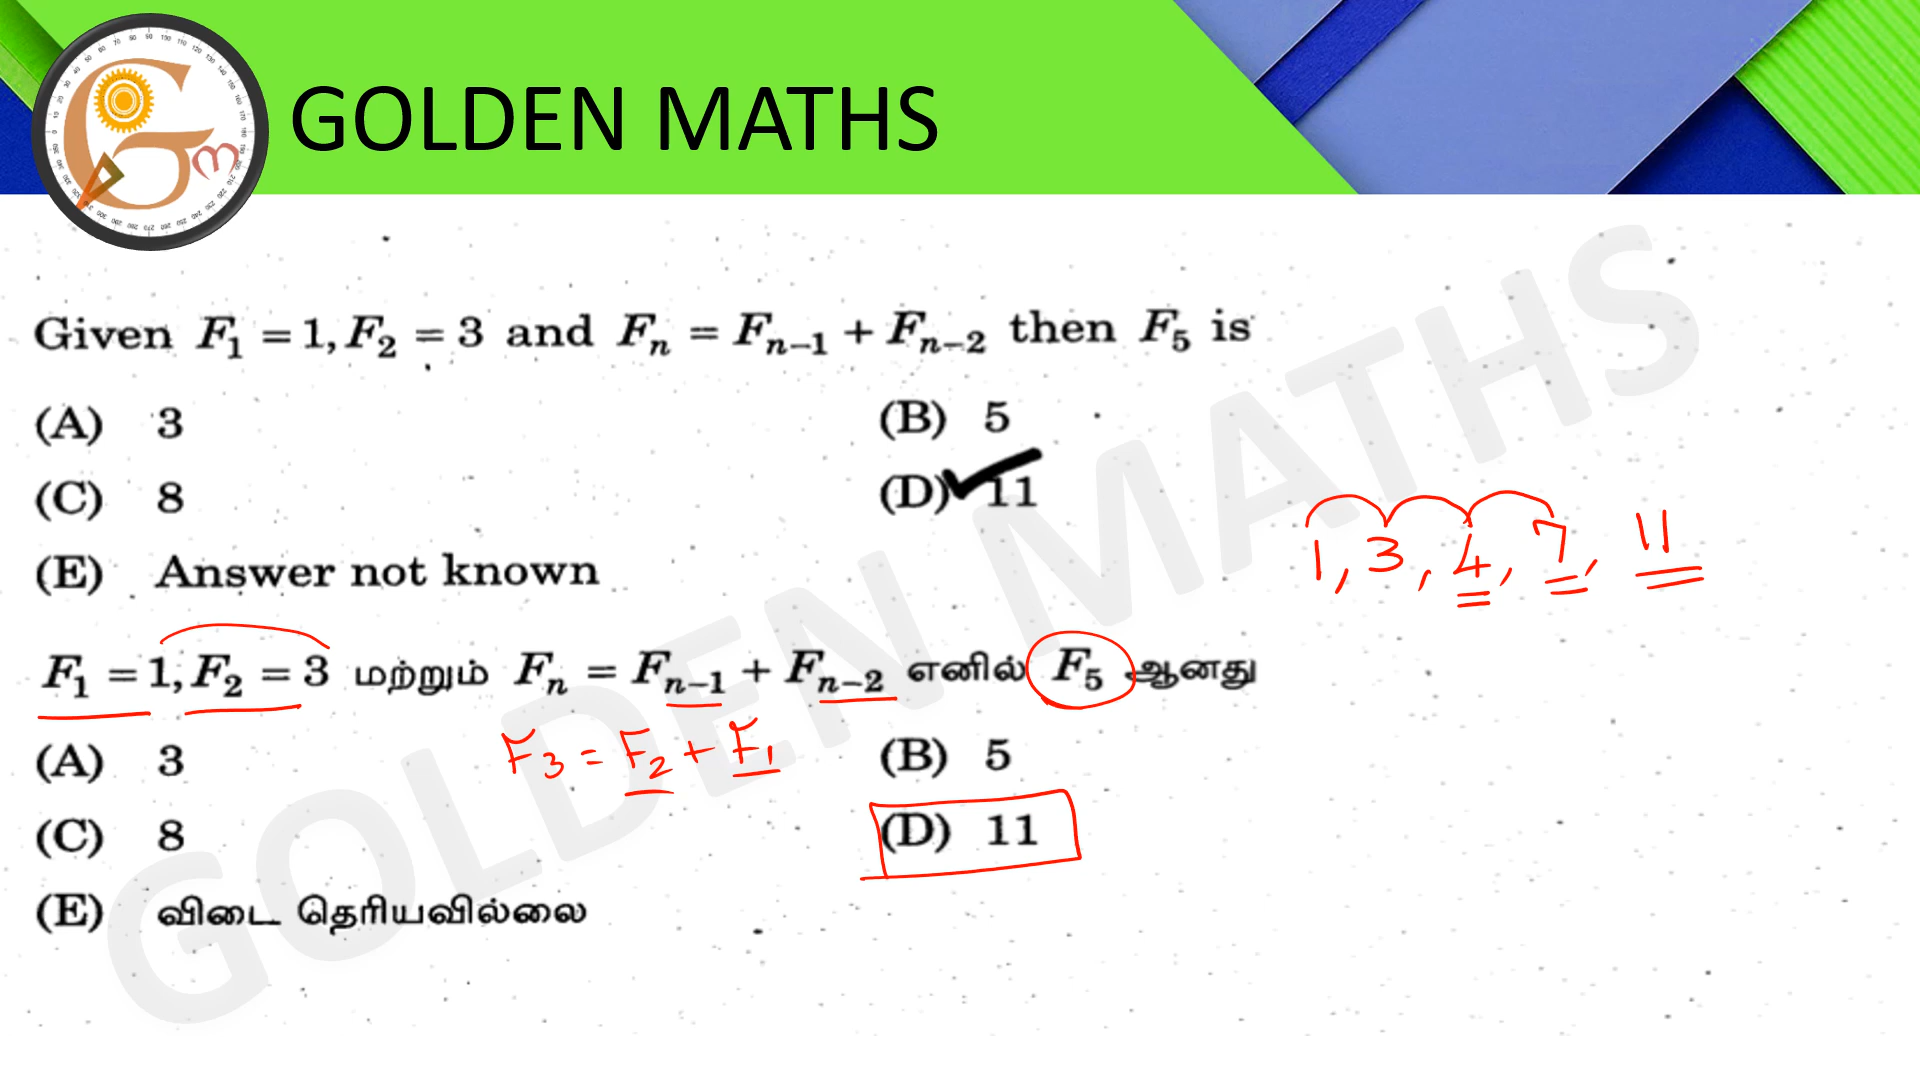 GOLDEN MATHS
Given F₁ = 1, F₂ = 3 and Fₙ = Fₙ₋₁ + Fₙ₋₂ then F₅ is
(A) 3 (B) 5
(C) 8 (D) 11
(E) Answer not known
1, 3, 4, 7, 11
F₁ = 1, F₂ = 3 மற்றும் Fₙ = Fₙ₋₁ + Fₙ₋₂ எனில் F₅ ஆனது
F₃ = F₂ + F₁
(A) 3 (B) 5
(C) 8 (D) 11
(E) விடை தெரியவில்லை
GOLDEN MATHS